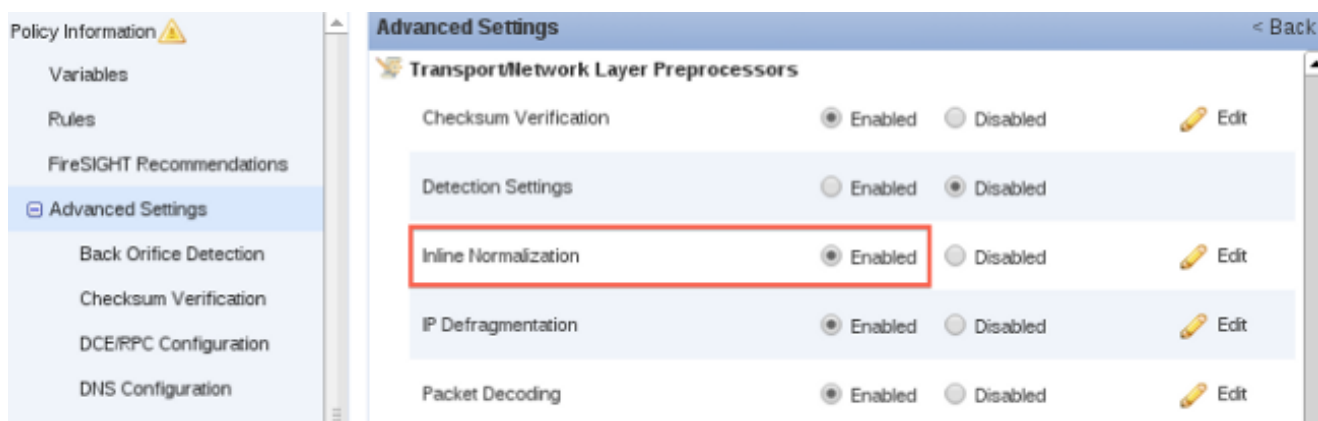 Policy Information
Variables
Rules
FireSIGHT Recommendations
Advanced Settings
Back Orifice Detection
Checksum Verification
DCE/RPC Configuration
DNS Configuration
Advanced Settings < Back
Transport/Network Layer Preprocessors
Checksum Verification Enabled Disabled Edit
Detection Settings Enabled Disabled
Inline Normalization Enabled Disabled Edit
IP Defragmentation Enabled Disabled Edit
Packet Decoding Enabled Disabled Edit